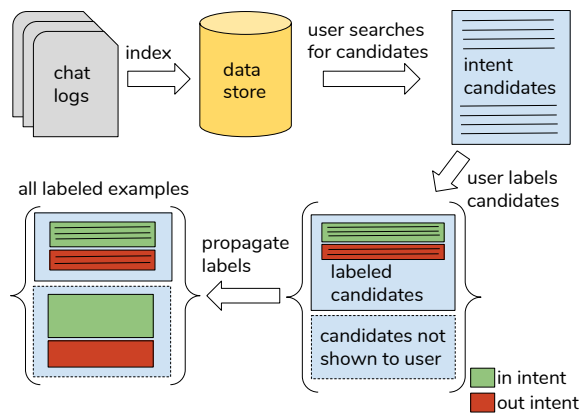 chat
logs
index
data
store
user searches
for candidates
intent
candidates
user labels
candidates
all labeled examples
propagate
labels
labeled
candidates
candidates not
shown to user
in intent
out intent